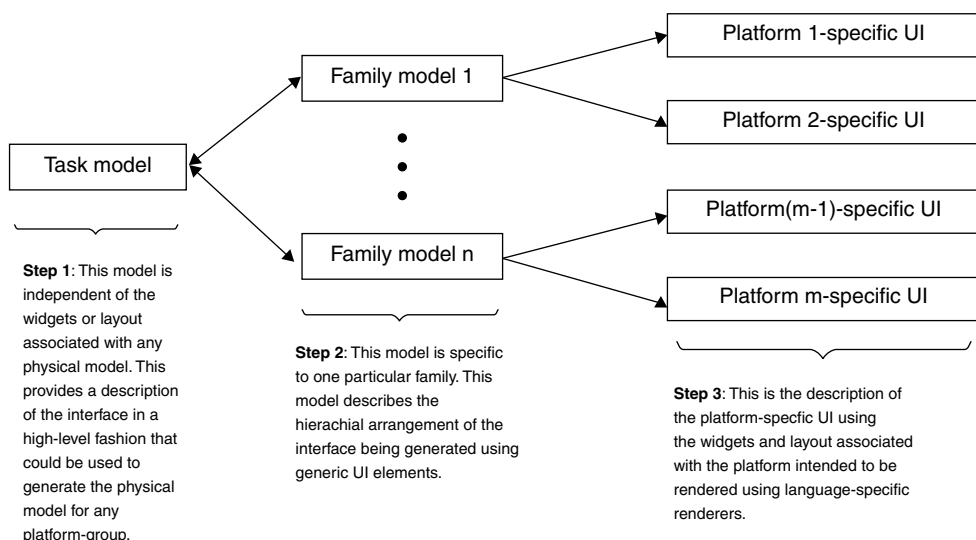 Platform 1-specific UI
Family model 1
Platform 2-specific UI
Task model
Platform(m-1)-specific UI
Family model n
Platform m-specific UI
Step 1: This model is
independent of the
widgets or layout
associated with any
physical model. This
provides a description
of the interface in a
high-level fashion that
could be used to
generate the physical
model for any
platform-group.
Step 2: This model is specific
to one particular family. This
model describes the
hierachial arrangement of the
interface being generated using
generic UI elements.
Step 3: This is the description of
the platform-specfic UI using
the widgets and layout associated
with the platform intended to be
rendered using language-specific
renderers.